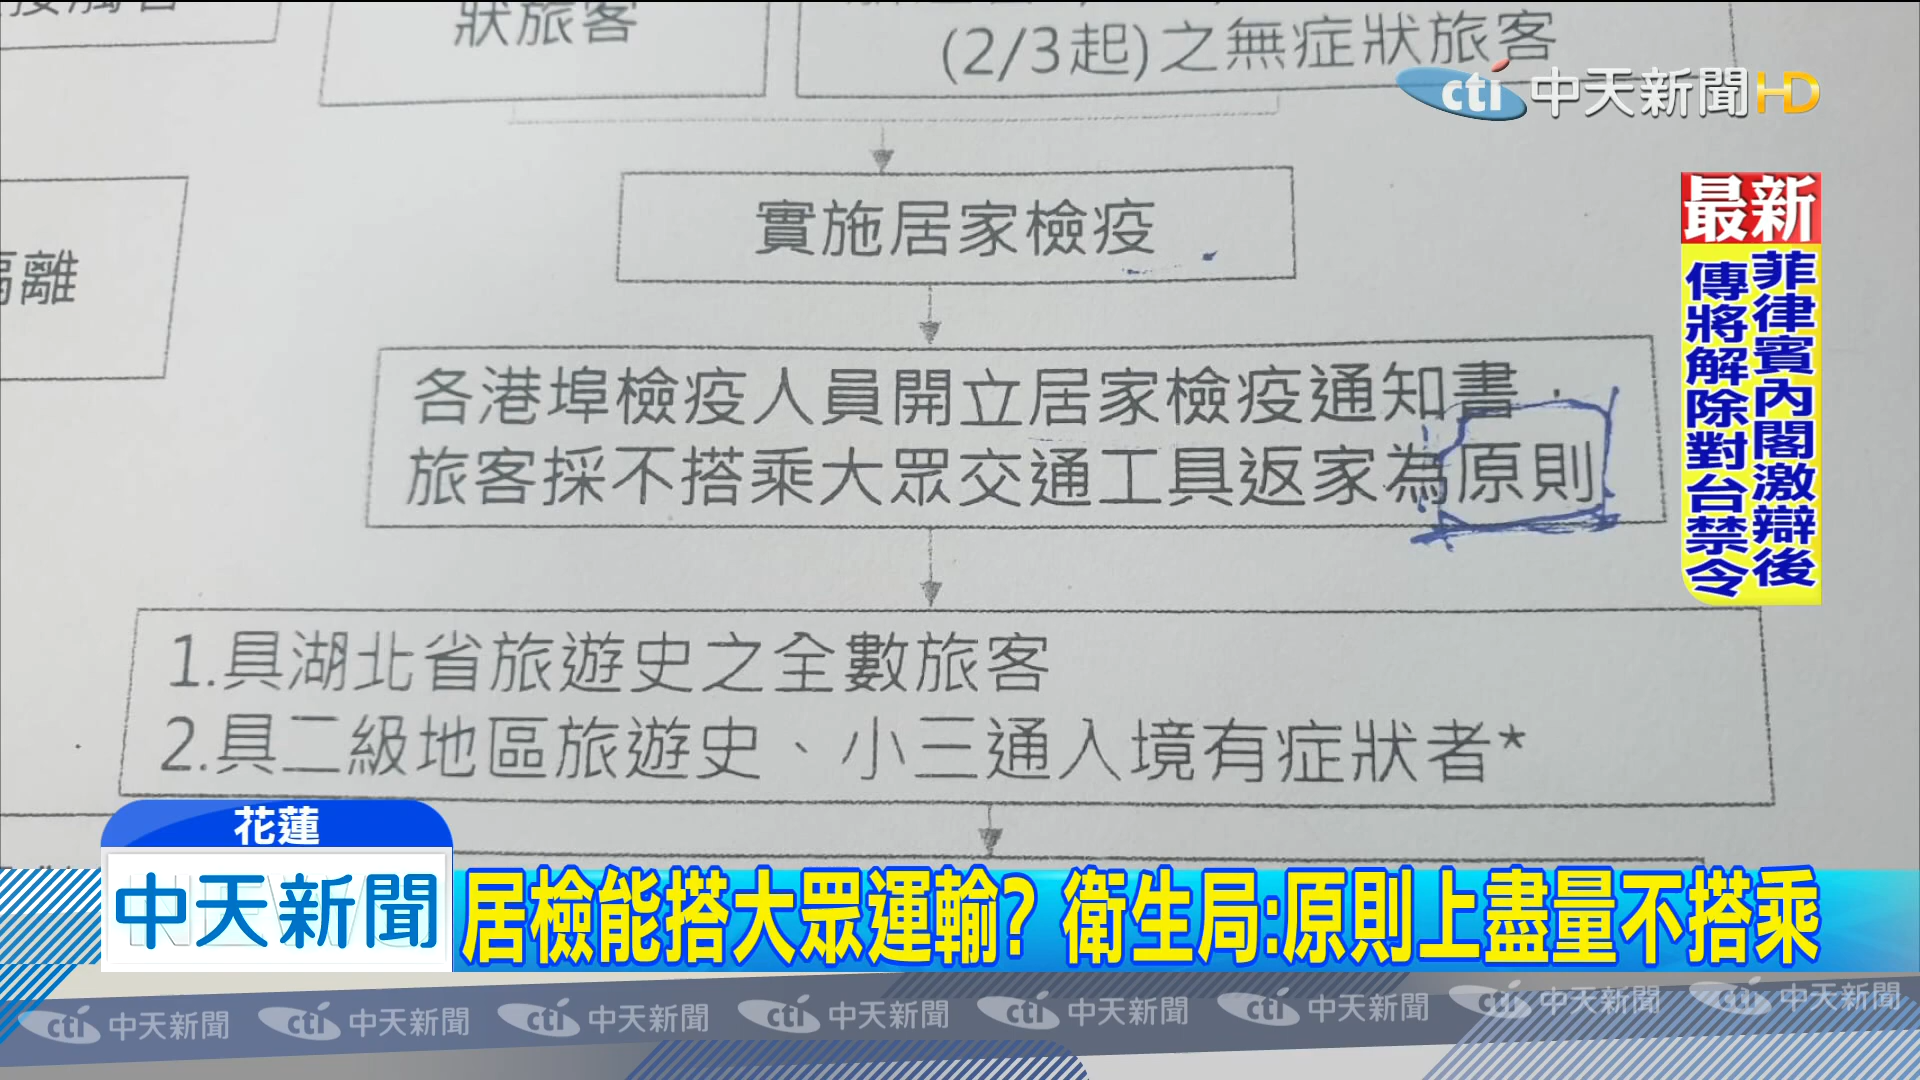 狀旅客
(2/3起)之無症狀旅客
cti 中天新聞HD
實施居家檢疫
離
各港埠檢疫人員開立居家檢疫通知書，
旅客採不搭乘大眾交通工具返家為原則
1.具湖北省旅遊史之全數旅客
2.具二級地區旅遊史、小三通入境有症狀者*
最新
菲律賓內閣激辯後
傳將解除對台禁令
花蓮
中天新聞
居檢能搭大眾運輸? 衛生局:原則上盡量不搭乘
cti 中天新聞 cti 中天新聞 cti 中天新聞 cti 中天新聞 cti 中天新聞 cti 中天新聞 cti 中天新聞 cti 中天新聞